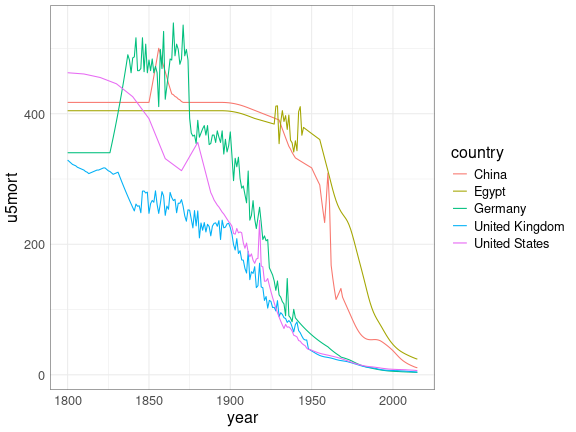 u5mort
400
200
0
1800
1850
1900
1950
2000
year
country
China
Egypt
Germany
United Kingdom
United States